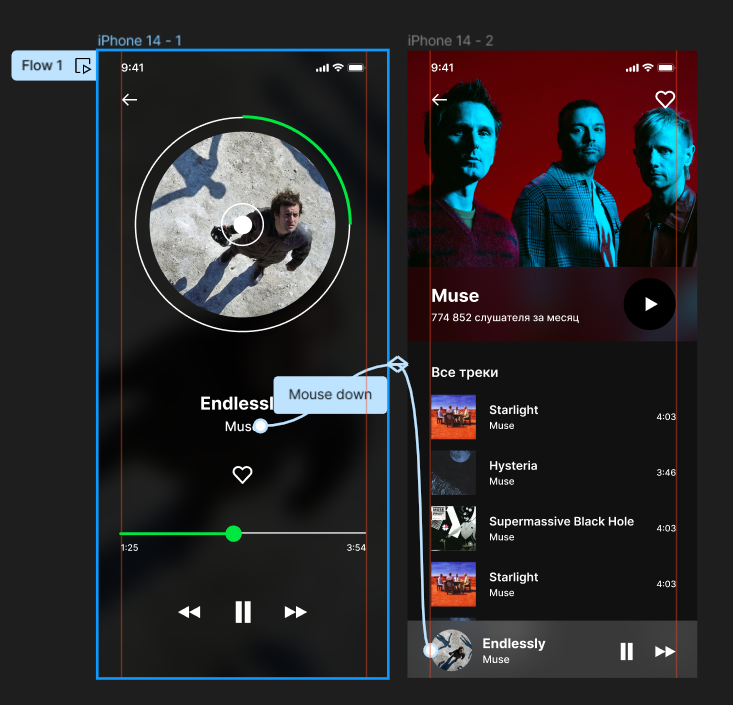 iPhone 14 - 1
iPhone 14 - 2
Flow 1
9:41
Endlessl
Mus
Mouse down
1:25
3:54
9:41
Muse
774 852 слушателя за месяц
Все треки
Starlight
Muse
4:03
Hysteria
Muse
3:46
Supermassive Black Hole
Muse
4:03
Starlight
Muse
4:03
Endlessly
Muse